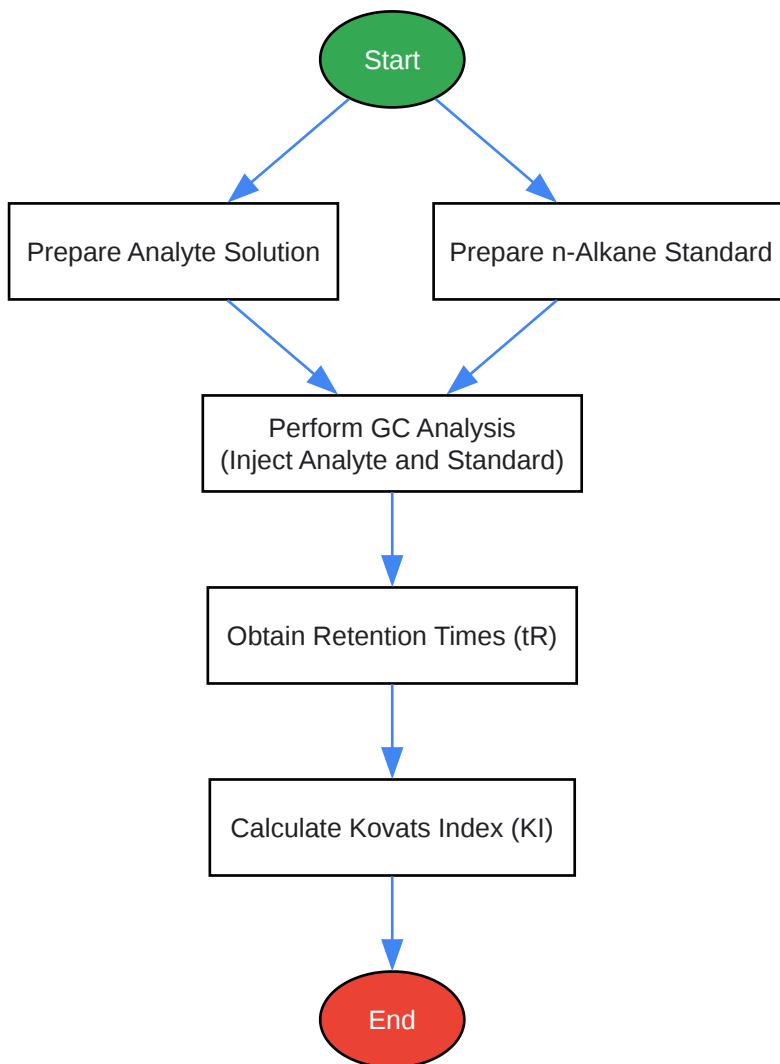 Start
Prepare Analyte Solution
Prepare n-Alkane Standard
Perform GC Analysis
(Inject Analyte and Standard)
Obtain Retention Times (tR)
Calculate Kovats Index (KI)
End